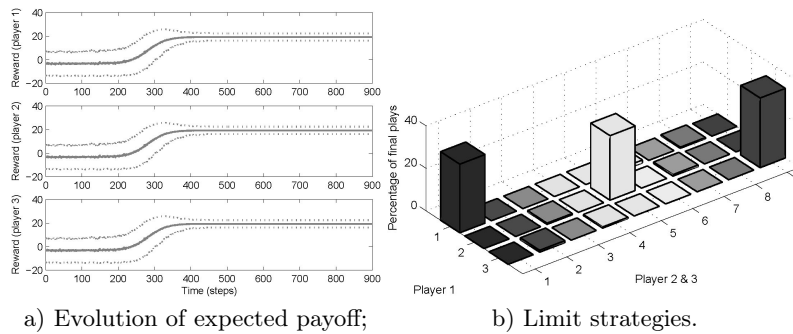 40
20
0
−20
Reward (player 1)
0 100 200 300 400 500 600 700 800 900
40
20
0
−20
Reward (player 2)
0 100 200 300 400 500 600 700 800 900
40
20
0
−20
Reward (player 3)
0 100 200 300 400 500 600 700 800 900
Time (steps)
a) Evolution of expected payoff;
Percentage of final plays
40
20
0
1
2
3
Player 1
1
2
3
4
5
6
7
8
Player 2 & 3
b) Limit strategies.